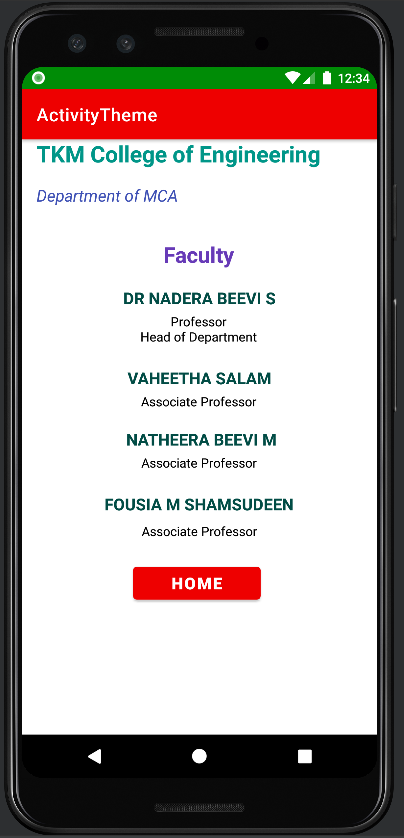 12:34
ActivityTheme
TKM College of Engineering
Department of MCA
Faculty
DR NADERA BEEVI S
Professor
Head of Department
VAHEETHA SALAM
Associate Professor
NATHEERA BEEVI M
Associate Professor
FOUSIA M SHAMSUDEEN
Associate Professor
HOME